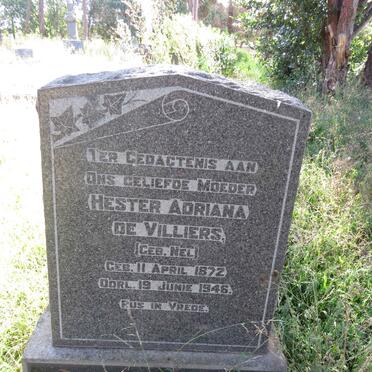 TER GEDACTENIS AAN
ONS GELIEFDE MOEDER
HESTER ADRIANA
DE VILLIERS,
(GEB. NEL)
GEB. 11 APRIL 1872
OORL. 19 JUNIE 1946.
RUS IN VREDE.